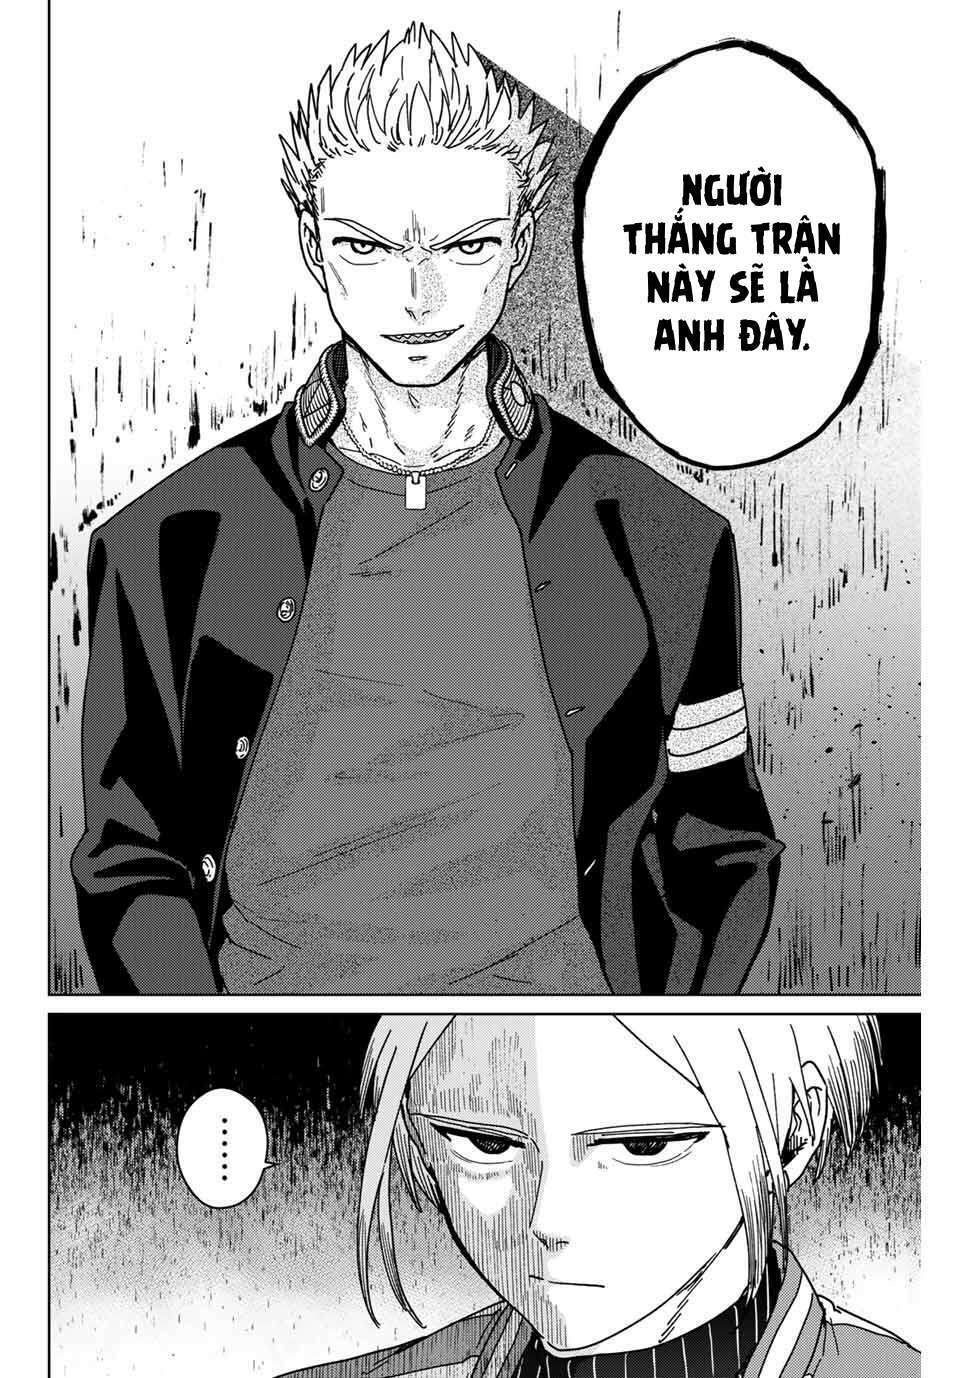 NGƯỜI
THẮNG TRẬN
NÀY SẼ LÀ
ANH ĐÂY.
......